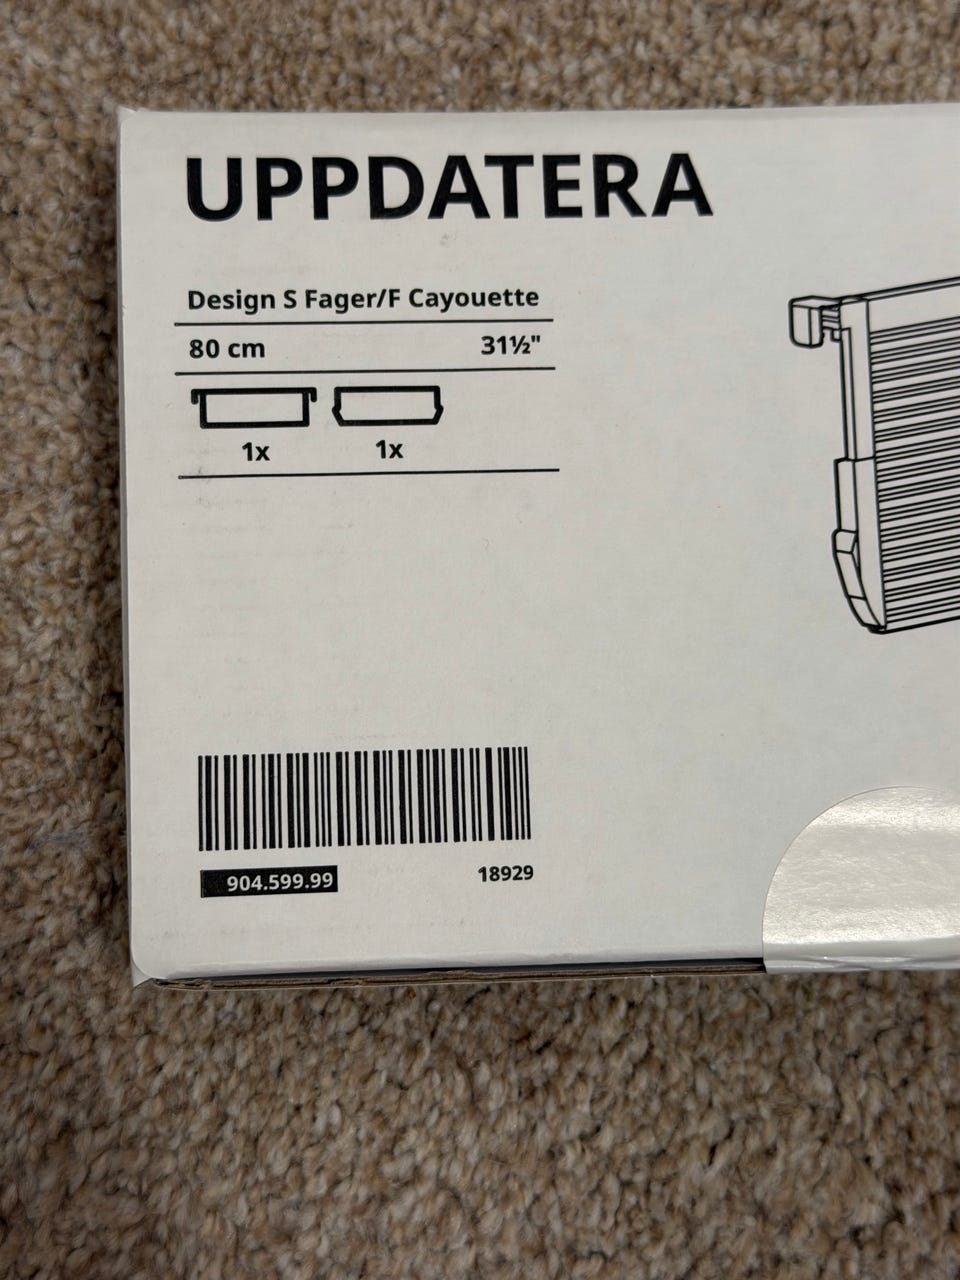 UPPDATERA
Design S Fager/F Cayouette
80 cm 31½"
1x 1x
904.599.99 18929